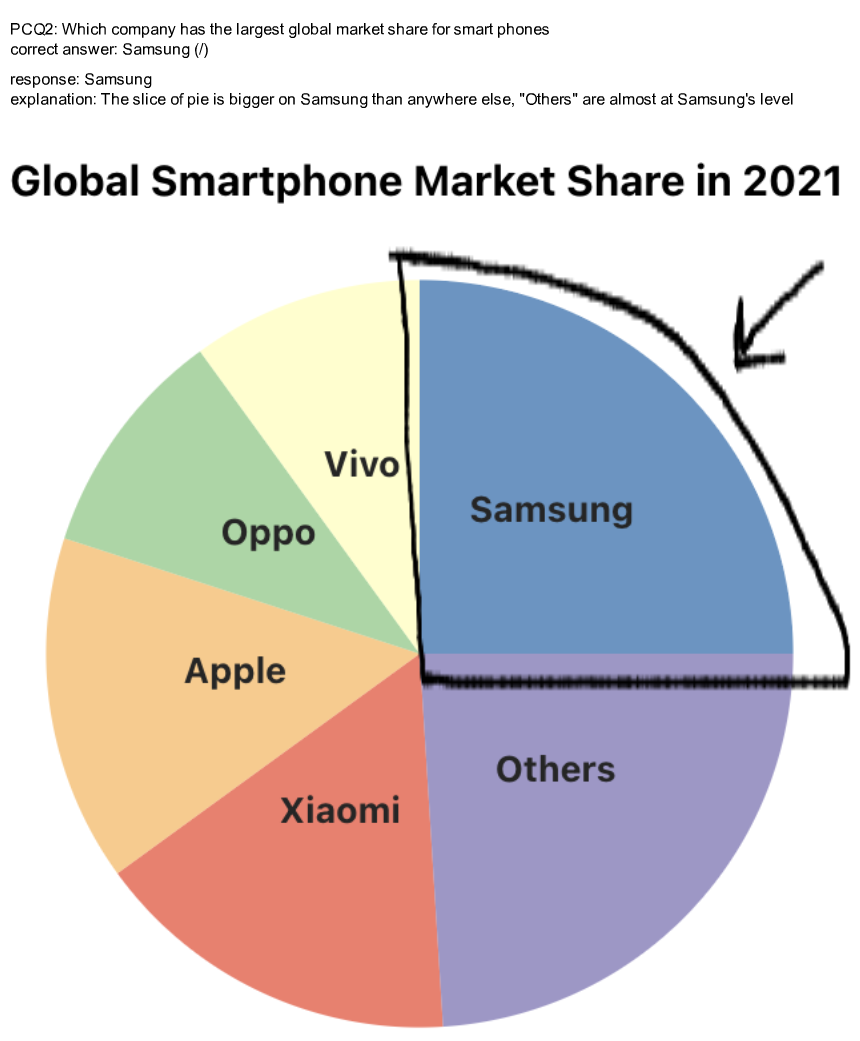 PCQ2: Which company has the largest global market share for smart phones
correct answer: Samsung (/)
response: Samsung
explanation: The slice of pie is bigger on Samsung than anywhere else, "Others" are almost at Samsung's level
Global Smartphone Market Share in 2021
Vivo
Samsung
Oppo
Apple
Others
Xiaomi